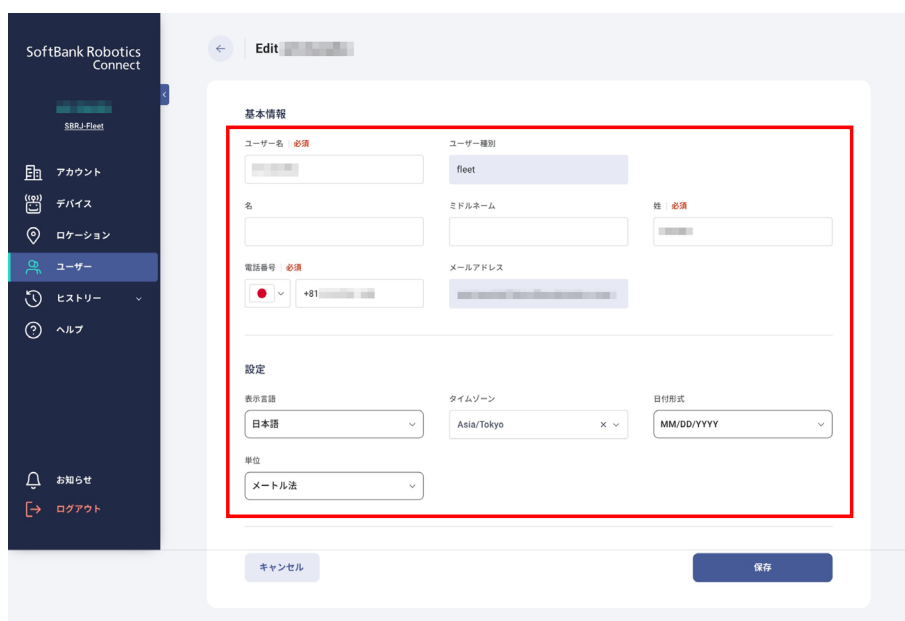 SoftBank Robotics
Connect
SBRJ-Fleet
アカウント
デバイス
ロケーション
ユーザー
ヒストリー
ヘルプ
お知らせ
ログアウト
Edit
基本情報
ユーザー名 必須
ユーザー種別
fleet
名
ミドルネーム
姓 必須
電話番号 必須
メールアドレス
+81
設定
表示言語
タイムゾーン
日付形式
日本語
Asia/Tokyo
MM/DD/YYYY
単位
メートル法
キャンセル
保存